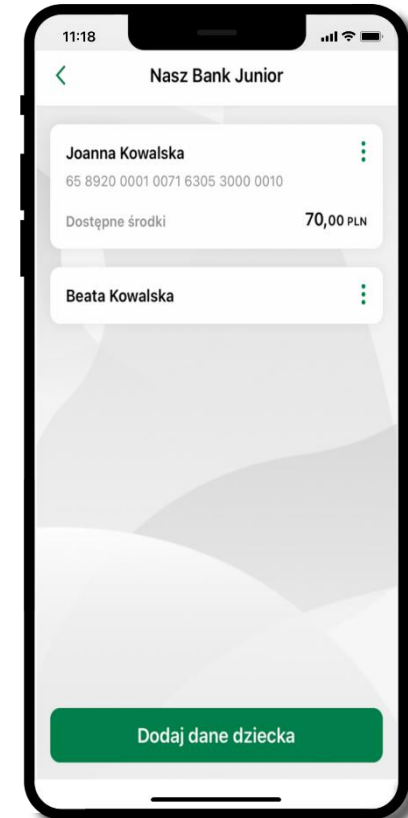 11:18
Nasz Bank Junior
Joanna Kowalska
65 8920 0001 0071 6305 3000 0010
Dostępne środki 70,00 PLN
Beata Kowalska
Dodaj dane dziecka